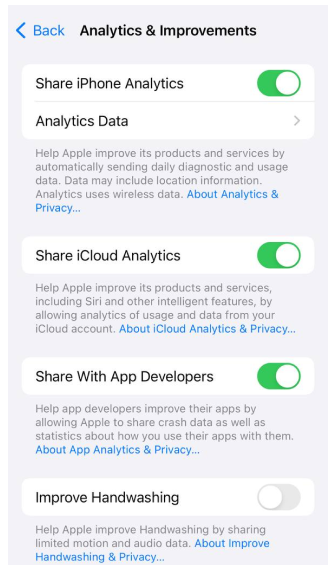 Back Analytics & Improvements
Share iPhone Analytics
Analytics Data
Help Apple improve its products and services by
automatically sending daily diagnostic and usage
data. Data may include location information.
Analytics uses wireless data. About Analytics &
Privacy...
Share iCloud Analytics
Help Apple improve its products and services,
including Siri and other intelligent features, by
allowing analytics of usage and data from your
iCloud account. About iCloud Analytics & Privacy...
Share With App Developers
Help app developers improve their apps by
allowing Apple to share crash data as well as
statistics about how you use their apps with them.
About App Analytics & Privacy...
Improve Handwashing
Help Apple improve Handwashing by sharing
limited motion and audio data. About Improve
Handwashing & Privacy...